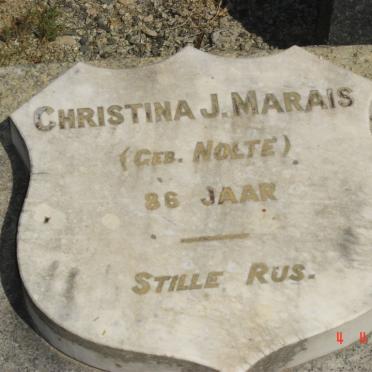 CHRISTINA J. MARAIS
(GEB. NOLTE)
86 JAAR
STILLE RUS.